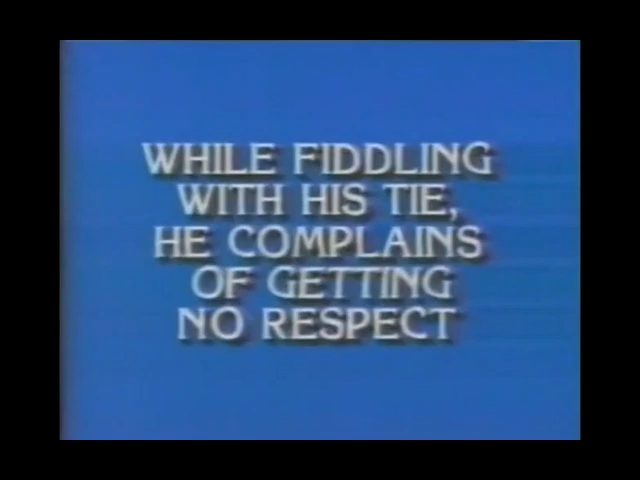 WHILE FIDDLING
WITH HIS TIE,
HE COMPLAINS
OF GETTING
NO RESPECT